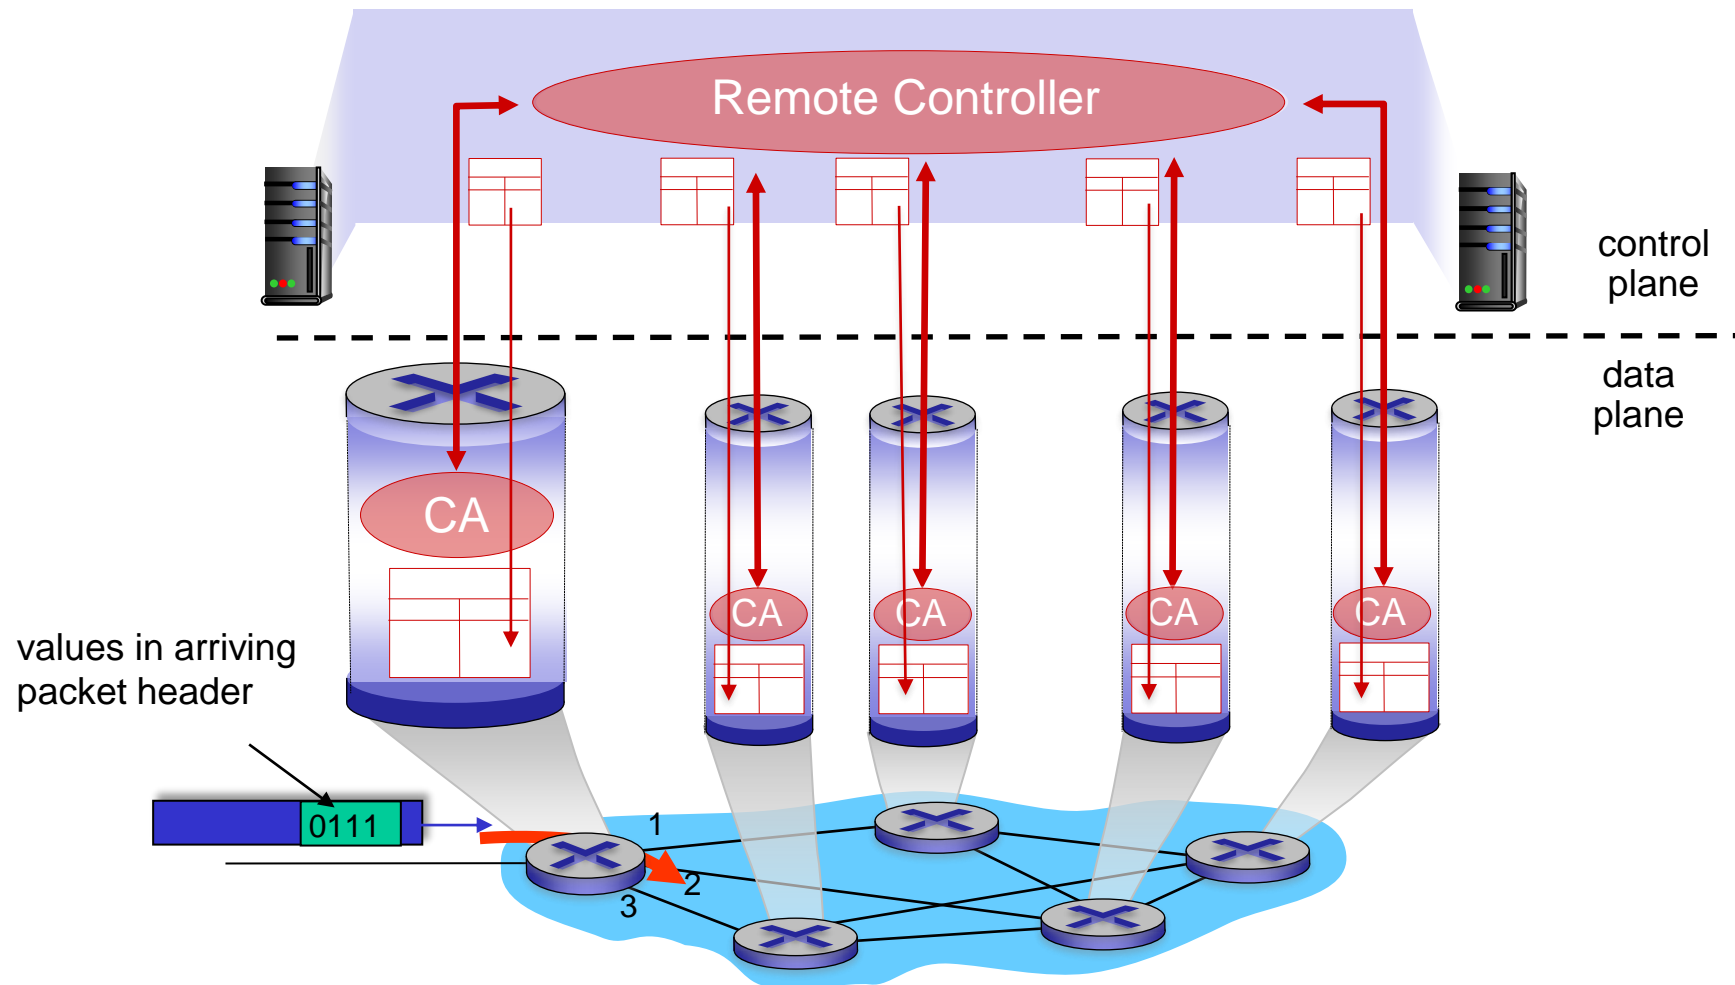 Remote Controller
control
plane
data
plane
CA
CA
CA
CA
CA
values in arriving
packet header
0111
1
2
3